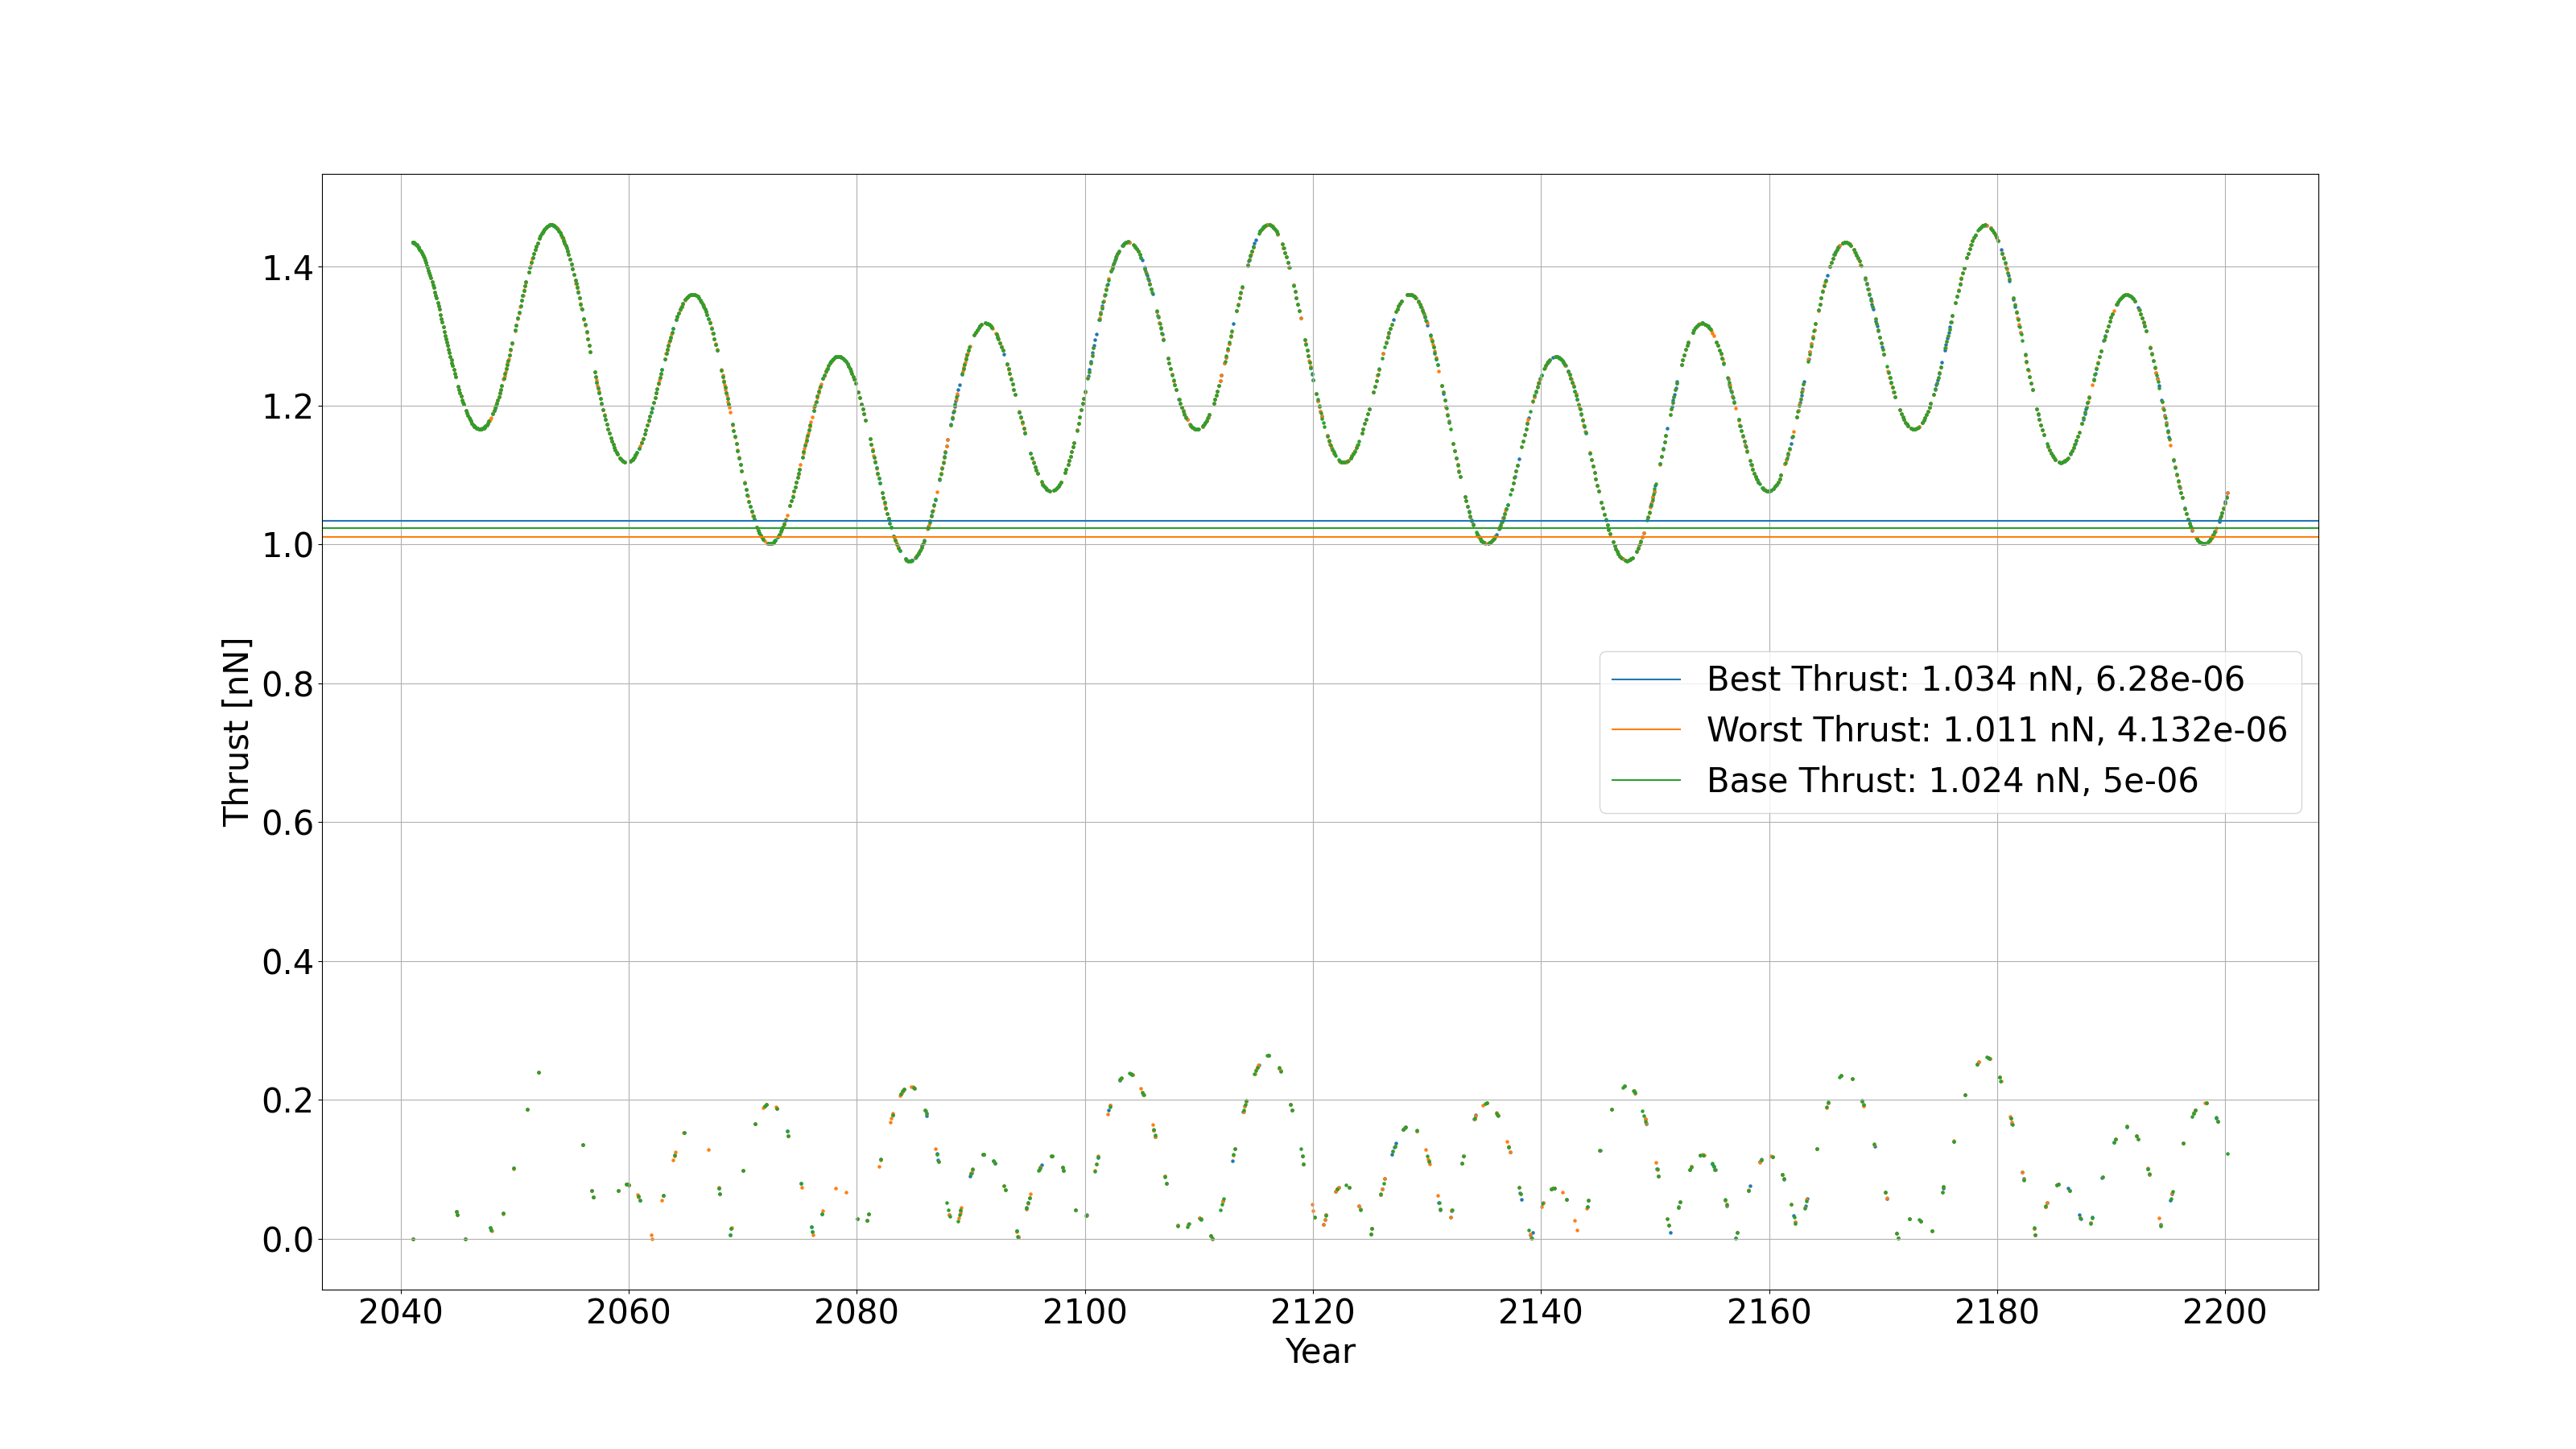 1.4
1.2
1.0
0.8
0.6
0.4
0.2
0.0
Thrust [nN]
Best Thrust: 1.034 nN, 6.28e-06
Worst Thrust: 1.011 nN, 4.132e-06
Base Thrust: 1.024 nN, 5e-06
2040 2060 2080 2100 2120 2140 2160 2180 2200
Year